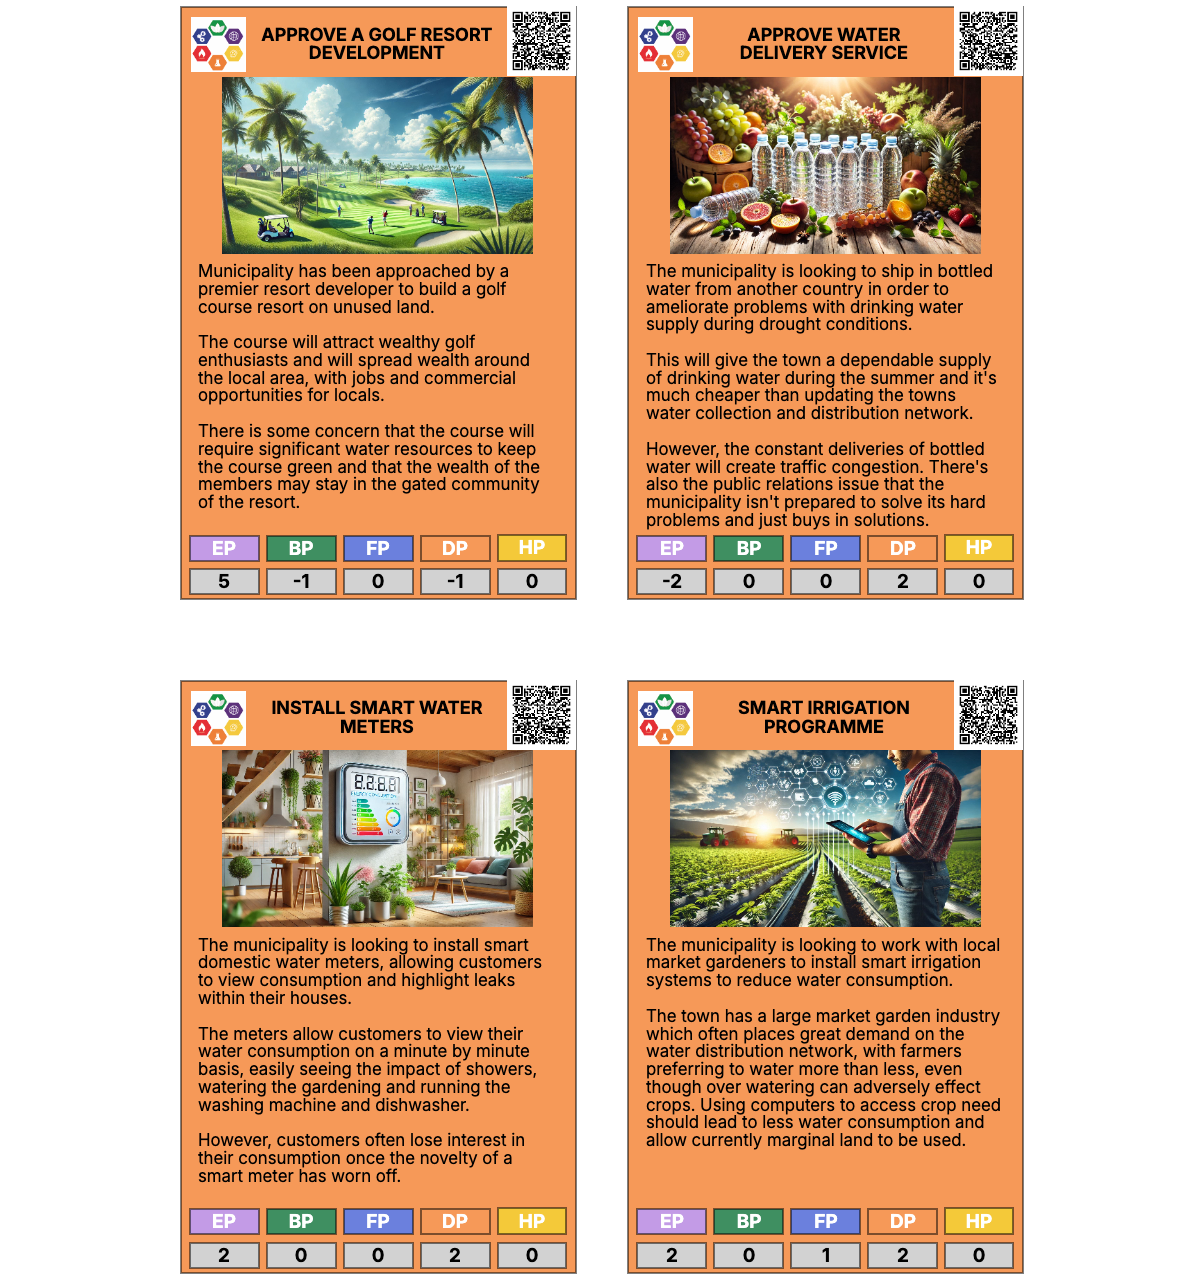 APPROVE A GOLF RESORT
DEVELOPMENT
Municipality has been approached by a
premier resort developer to build a golf
course resort on unused land.
The course will attract wealthy golf
enthusiasts and will spread wealth around
the local area, with jobs and commercial
opportunities for locals.
There is some concern that the course will
require significant water resources to keep
the course green and that the wealth of the
members may stay in the gated community
of the resort.
EP BP FP DP HP
5 -1 0 -1 0
APPROVE WATER
DELIVERY SERVICE
The municipality is looking to ship in bottled
water from another country in order to
ameliorate problems with drinking water
supply during drought conditions.
This will give the town a dependable supply
of drinking water during the summer and it's
much cheaper than updating the towns
water collection and distribution network.
However, the constant deliveries of bottled
water will create traffic congestion. There's
also the public relations issue that the
municipality isn't prepared to solve its hard
problems and just buys in solutions.
EP BP FP DP HP
-2 0 0 2 0
INSTALL SMART WATER
METERS
The municipality is looking to install smart
domestic water meters, allowing customers
to view consumption and highlight leaks
within their houses.
The meters allow customers to view their
water consumption on a minute by minute
basis, easily seeing the impact of showers,
watering the gardening and running the
washing machine and dishwasher.
However, customers often lose interest in
their consumption once the novelty of a
smart meter has worn off.
EP BP FP DP HP
2 0 0 2 0
SMART IRRIGATION
PROGRAMME
The municipality is looking to work with local
market gardeners to install smart irrigation
systems to reduce water consumption.
The town has a large market garden industry
which often places great demand on the
water distribution network, with farmers
preferring to water more than less, even
though over watering can adversely effect
crops. Using computers to access crop need
should lead to less water consumption and
allow currently marginal land to be used.
EP BP FP DP HP
2 0 1 2 0